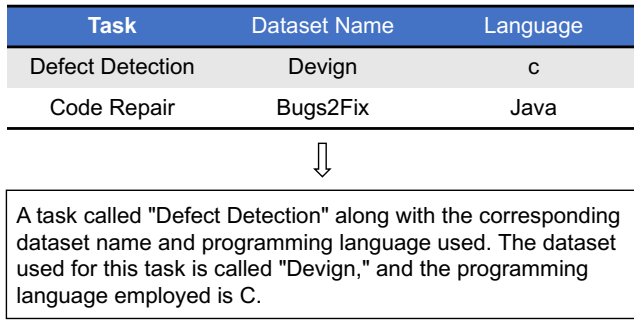 Task Dataset Name Language
Defect Detection Devign c
Code Repair Bugs2Fix Java
A task called "Defect Detection" along with the corresponding
dataset name and programming language used. The dataset
used for this task is called "Devign," and the programming
language employed is C.